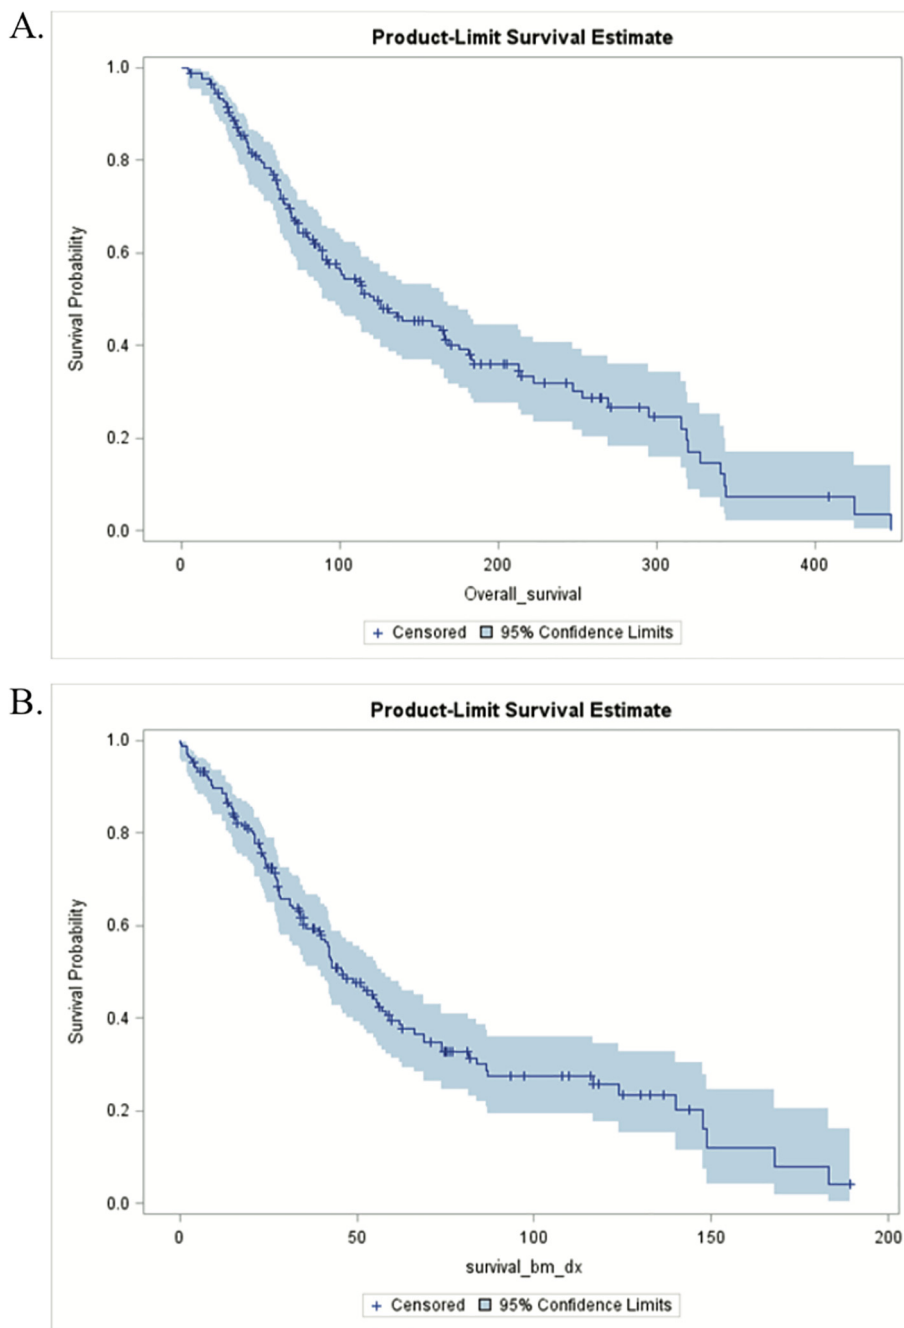 A.
Product-Limit Survival Estimate
1.0
0.8
0.6
0.4
0.2
0.0
Survival Probability
0 100 200 300 400
Overall_survival
+ Censored 95% Confidence Limits
B.
Product-Limit Survival Estimate
1.0
0.8
0.6
0.4
0.2
0.0
Survival Probability
0 50 100 150 200
survival_bm_dx
+ Censored 95% Confidence Limits